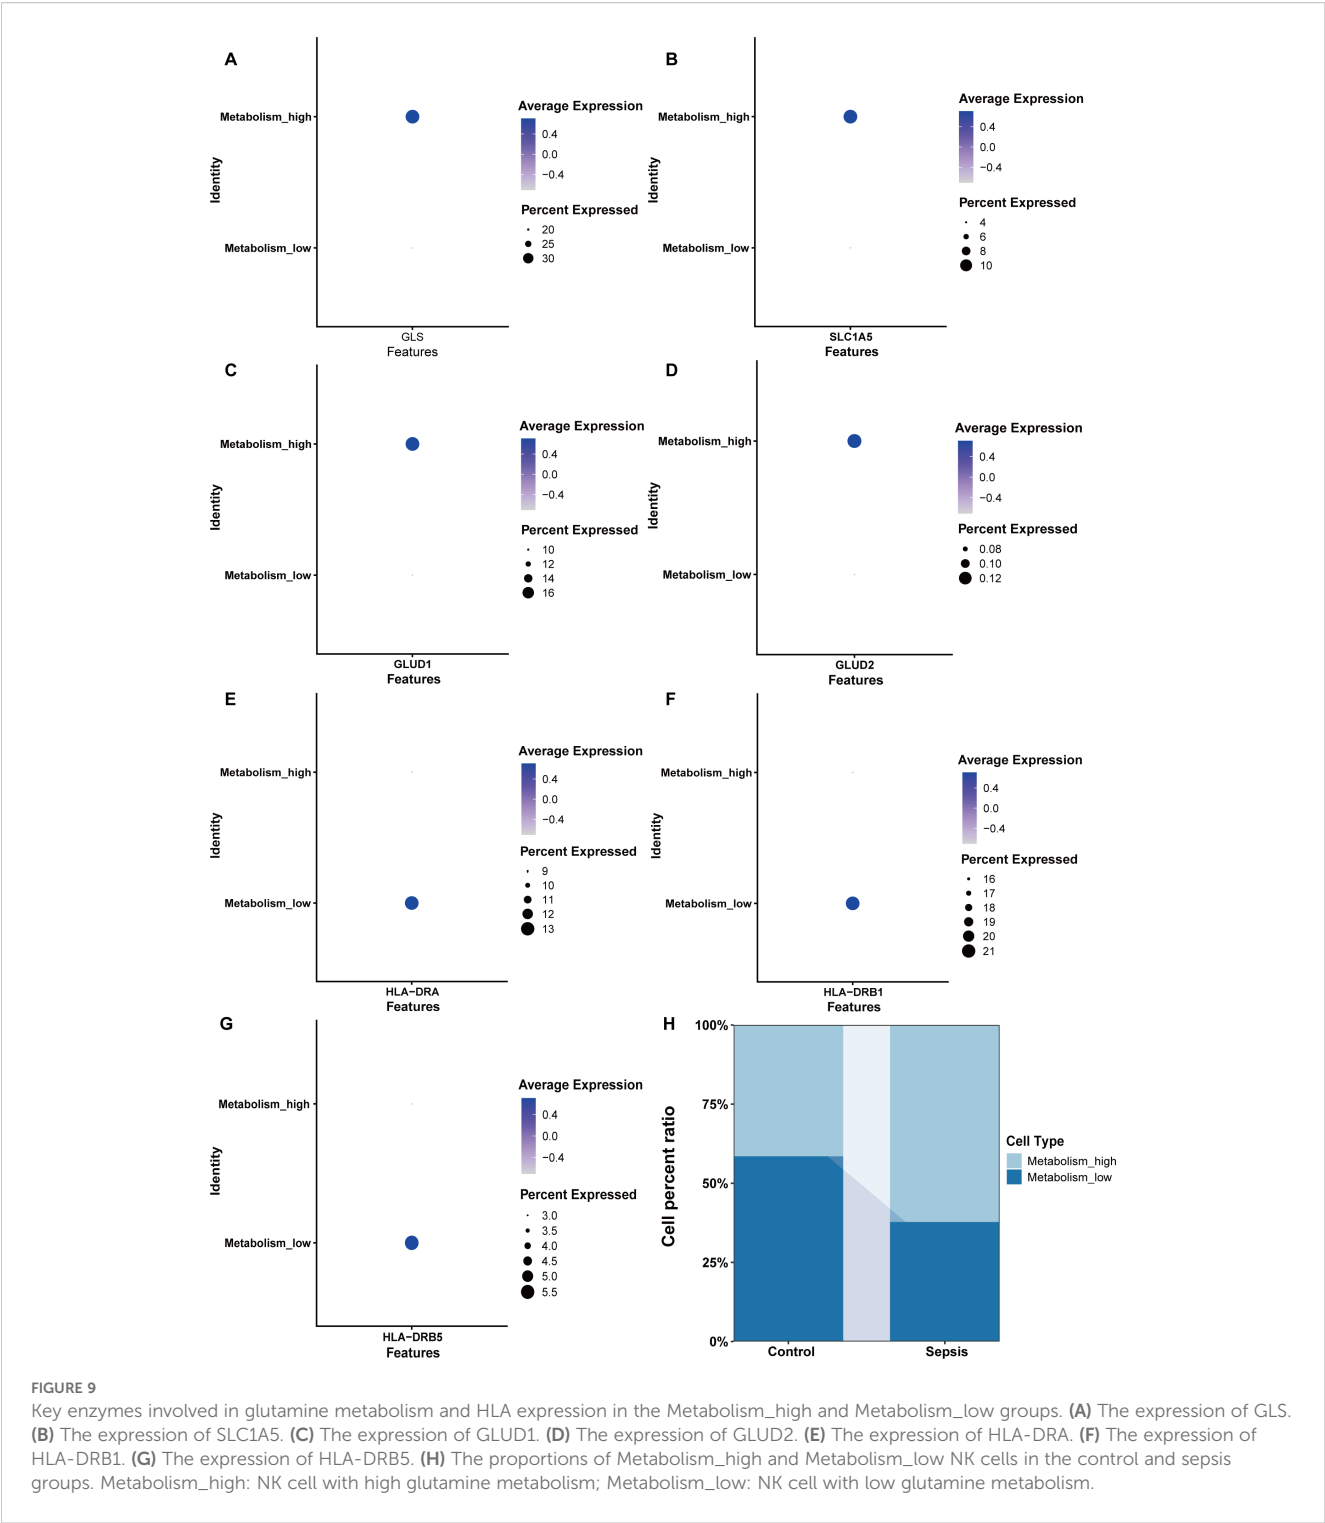 A
Metabolism_high
Metabolism_low
Identity
GLS
Features
Average Expression
0.4
0.0
−0.4
Percent Expressed
20
25
30
B
Metabolism_high
Metabolism_low
Identity
SLC1A5
Features
Average Expression
0.4
0.0
−0.4
Percent Expressed
4
6
8
10
C
Metabolism_high
Metabolism_low
Identity
GLUD1
Features
Average Expression
0.4
0.0
−0.4
Percent Expressed
10
12
14
16
D
Metabolism_high
Metabolism_low
Identity
GLUD2
Features
Average Expression
0.4
0.0
−0.4
Percent Expressed
0.08
0.10
0.12
E
Metabolism_high
Metabolism_low
Identity
HLA−DRA
Features
Average Expression
0.4
0.0
−0.4
Percent Expressed
9
10
11
12
13
F
Metabolism_high
Metabolism_low
Identity
HLA−DRB1
Features
Average Expression
0.4
0.0
−0.4
Percent Expressed
16
17
18
19
20
21
G
Metabolism_high
Metabolism_low
Identity
HLA−DRB5
Features
Average Expression
0.4
0.0
−0.4
Percent Expressed
3.0
3.5
4.0
4.5
5.0
5.5
H
100%
75%
50%
25%
0%
Cell percent ratio
Control
Sepsis
Cell Type
Metabolism_high
Metabolism_low
FIGURE 9
Key enzymes involved in glutamine metabolism and HLA expression in the Metabolism_high and Metabolism_low groups. (A) The expression of GLS.
(B) The expression of SLC1A5. (C) The expression of GLUD1. (D) The expression of GLUD2. (E) The expression of HLA-DRA. (F) The expression of
HLA-DRB1. (G) The expression of HLA-DRB5. (H) The proportions of Metabolism_high and Metabolism_low NK cells in the control and sepsis
groups. Metabolism_high: NK cell with high glutamine metabolism; Metabolism_low: NK cell with low glutamine metabolism.